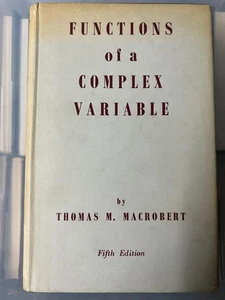 FUNCTIONS
of a
COMPLEX
VARIABLE
by
THOMAS M. MACROBERT
Fifth Edition